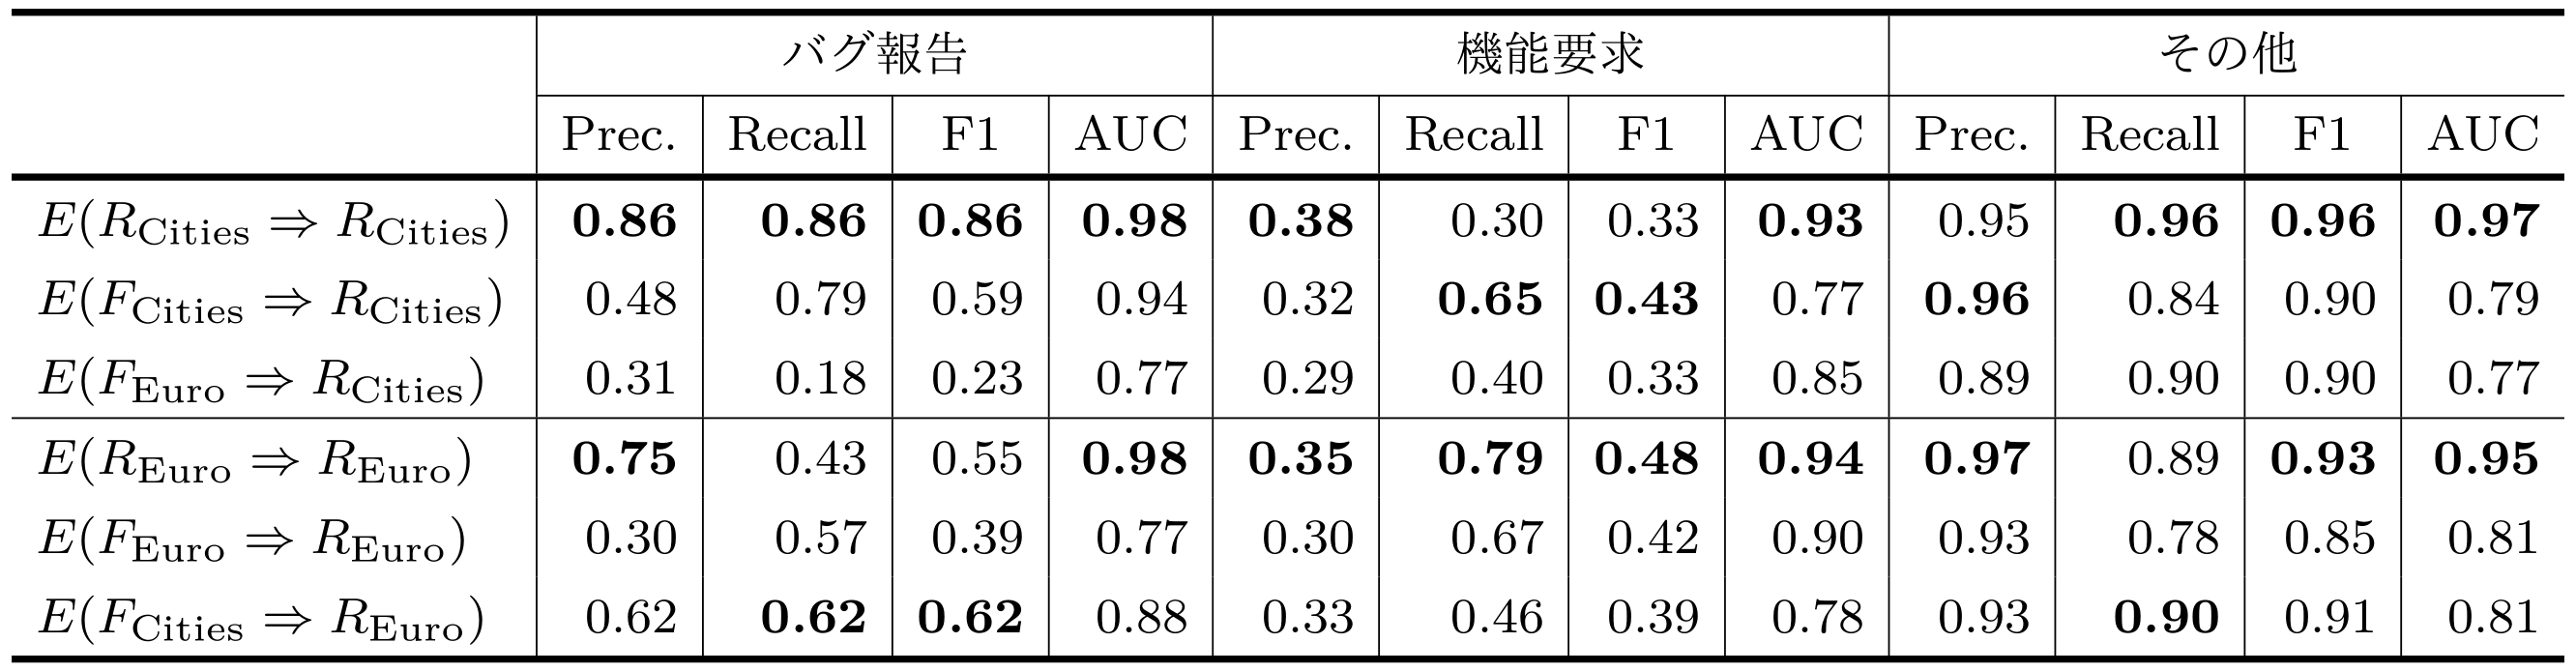 バグ報告 機能要求 その他
Prec. Recall F1 AUC Prec. Recall F1 AUC Prec. Recall F1 AUC
E(R_Cities ⇒ R_Cities) 0.86 0.86 0.86 0.98 0.38 0.30 0.33 0.93 0.95 0.96 0.96 0.97
E(F_Cities ⇒ R_Cities) 0.48 0.79 0.59 0.94 0.32 0.65 0.43 0.77 0.96 0.84 0.90 0.79
E(F_Euro ⇒ R_Cities) 0.31 0.18 0.23 0.77 0.29 0.40 0.33 0.85 0.89 0.90 0.90 0.77
E(R_Euro ⇒ R_Euro) 0.75 0.43 0.55 0.98 0.35 0.79 0.48 0.94 0.97 0.89 0.93 0.95
E(F_Euro ⇒ R_Euro) 0.30 0.57 0.39 0.77 0.30 0.67 0.42 0.90 0.93 0.78 0.85 0.81
E(F_Cities ⇒ R_Euro) 0.62 0.62 0.62 0.88 0.33 0.46 0.39 0.78 0.93 0.90 0.91 0.81